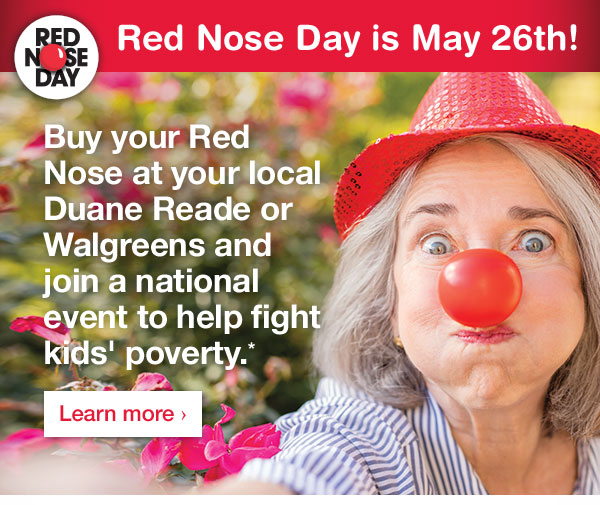 RED
NOSE
DAY
Red Nose Day is May 26th!
Buy your Red
Nose at your local
Duane Reade or
Walgreens and
join a national
event to help fight
kids' poverty.*
Learn more ›